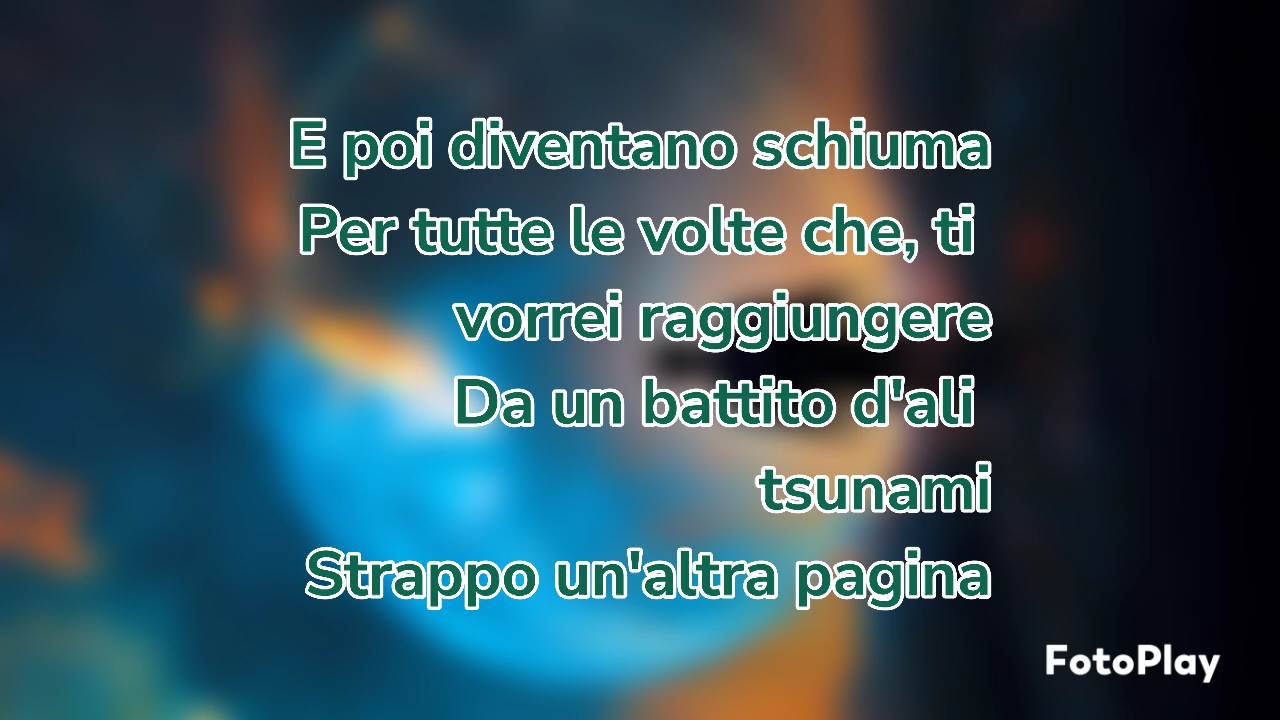 E poi diventano schiuma
Per tutte le volte che, ti
vorrei raggiungere
Da un battito d'ali
tsunami
Strappo un'altra pagina
FotoPlay